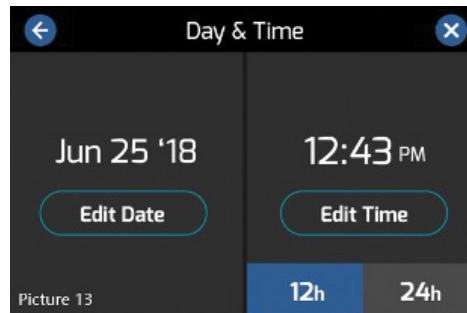 Day & Time
Jun 25 ‘18
Edit Date
12:43 PM
Edit Time
12h
24h
Picture 13